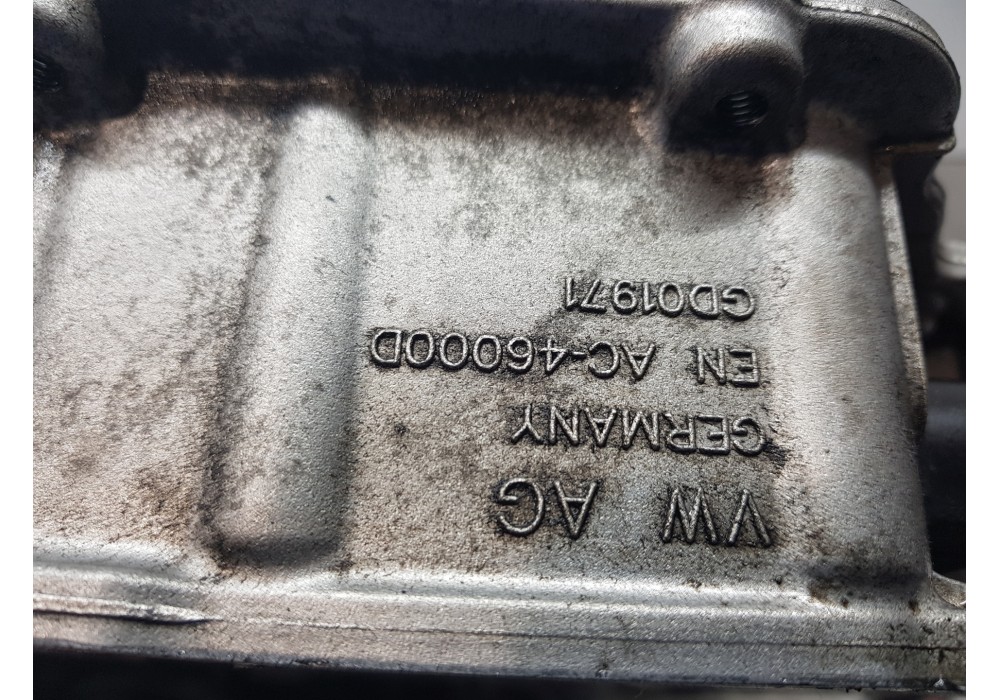 VW AG
GERMANY
EN AC-46000D
GD01971